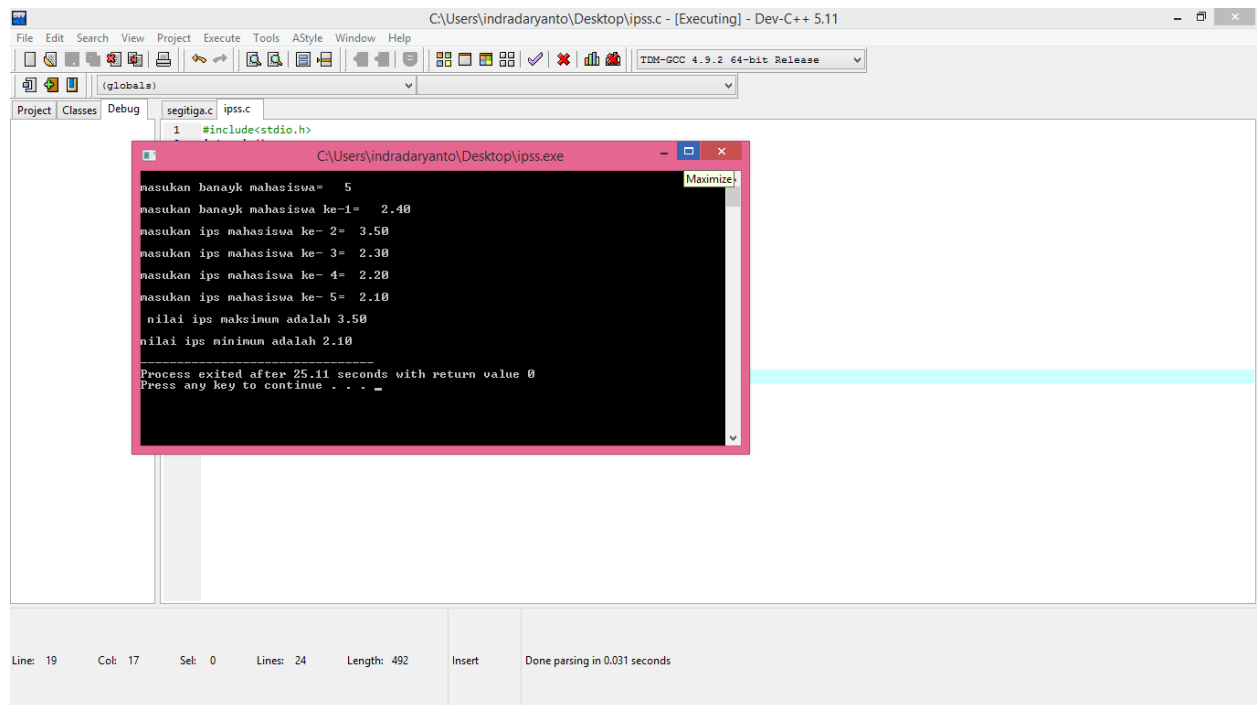 C:\Users\indradaryanto\Desktop\ipss.c - [Executing] - Dev-C++ 5.11
File Edit Search View Project Execute Tools AStyle Window Help
TDM-GCC 4.9.2 64-bit Release
(globals)
Project Classes Debug segitiga.c ipss.c
1 #include<stdio.h>
C:\Users\indradaryanto\Desktop\ipss.exe
Maximize
masukan banayk mahasiswa= 5
masukan banayk mahasiswa ke-1= 2.40
masukan ips mahasiswa ke- 2= 3.50
masukan ips mahasiswa ke- 3= 2.30
masukan ips mahasiswa ke- 4= 2.20
masukan ips mahasiswa ke- 5= 2.10
nilai ips maksimum adalah 3.50
nilai ips minimum adalah 2.10
--------------------------------
Process exited after 25.11 seconds with return value 0
Press any key to continue . . . _
Line: 19 Col: 17 Sel: 0 Lines: 24 Length: 492 Insert Done parsing in 0.031 seconds